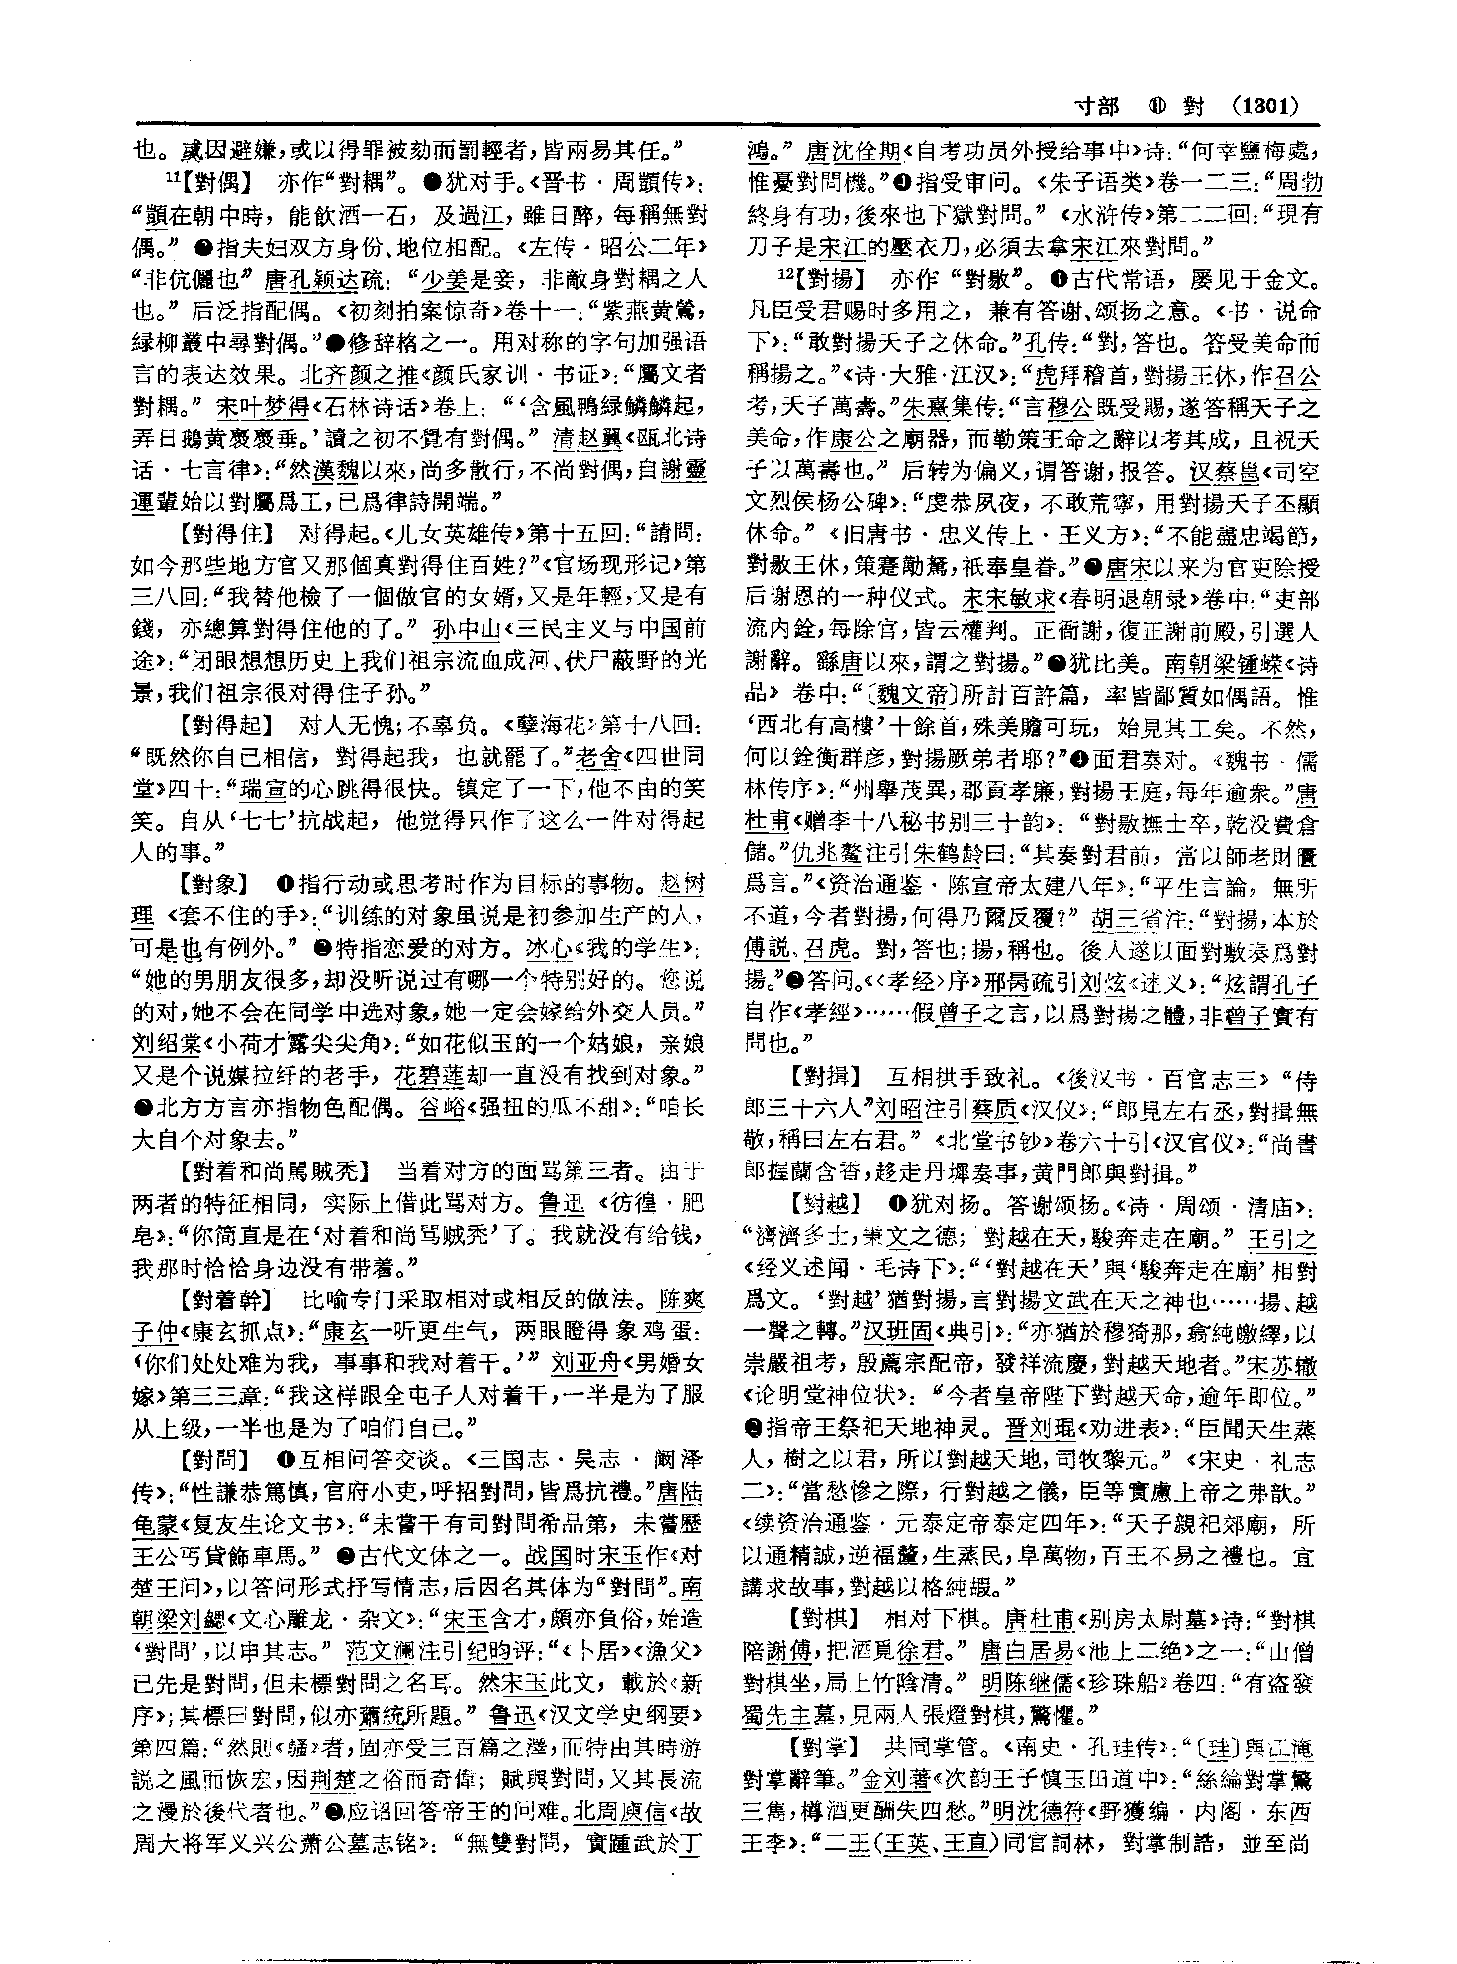 寸部 ⑪ 對 (1301)
也。或因避嫌，或以得罪被劾而罰輕者，皆兩易其任。”
11【對偶】 亦作“對耦”。❶犹对手。《晋书·周顗传》：
“顗在朝中時，能飲酒一石，及過江，雖日醉，每稱無對
偶。” ❷指夫妇双方身份、地位相配。《左传·昭公二年》
“非伉儷也” 唐孔颖达疏：“少姜是妾，非敵身對耦之人
也。” 后泛指配偶。《初刻拍案惊奇》卷十一：“紫燕黄鶯，
緑柳叢中尋對偶。”❸修辞格之一。用对称的字句加强语
言的表达效果。北齐颜之推《颜氏家训·书证》：“屬文者
對耦。” 宋叶梦得《石林诗话》卷上：“‘含風鴨緑鱗鱗起，
弄日鵝黄裊裊垂。’讀之初不覺有對偶。” 清赵翼《瓯北诗
话·七言律》：“然漢魏以來，尚多散行，不尚對偶，自謝靈
運輩始以對屬爲工，已爲律詩開端。”
【對得住】 对得起。《儿女英雄传》第十五回：“請問：
如今那些地方官又那個真對得住百姓？”《官场现形记》第
三八回：“我替他檢了一個做官的女婿，又是年輕，又是有
錢，亦總算對得住他的了。” 孙中山《三民主义与中国前
途》：“闭眼想想历史上我们祖宗流血成河、伏尸蔽野的光
景，我们祖宗很对得住子孙。”
【對得起】 对人无愧；不辜负。《孽海花》第十八回：
“既然你自己相信，對得起我，也就罷了。”老舍《四世同
堂》四十：“瑞宣的心跳得很快。镇定了一下，他不由的笑
笑。自从‘七七’抗战起，他觉得只作了这么一件对得起
人的事。”
【對象】 ❶指行动或思考时作为目标的事物。赵树
理《套不住的手》：“训练的对象虽说是初参加生产的人，
可是也有例外。” ❷特指恋爱的对方。冰心《我的学生》：
“她的男朋友很多，却没听说过有哪一个特别好的。您说
的对，她不会在同学中选对象，她一定会嫁给外交人员。”
刘绍棠《小荷才露尖尖角》：“如花似玉的一个姑娘，亲娘
又是个说媒拉纤的老手，花碧莲却一直没有找到对象。”
❸北方方言亦指物色配偶。谷峪《强扭的瓜不甜》：“咱长
大自个对象去。”
【對着和尚罵賊禿】 当着对方的面骂第三者。由于
两者的特征相同，实际上借此骂对方。鲁迅《彷徨·肥
皂》：“你简直是在‘对着和尚骂贼秃’了。我就没有给钱，
我那时恰恰身边没有带着。”
【對着幹】 比喻专门采取相对或相反的做法。陈爽
子仲《康玄抓点》：“康玄一听更生气，两眼瞪得象鸡蛋：
‘你们处处难为我，事事和我对着干。’” 刘亚舟《男婚女
嫁》第三三章：“我这样跟全屯子人对着干，一半是为了服
从上级，一半也是为了咱们自己。”
【對問】 ❶互相问答交谈。《三国志·吴志·阚泽
传》：“性謙恭篤慎，官府小吏，呼招對問，皆爲抗禮。”唐陆
龟蒙《复友生论文书》：“未嘗干有司對問希品第，未嘗歷
王公丐貸飾車馬。” ❷古代文体之一。战国时宋玉作《对
楚王问》，以答问形式抒写情志，后因名其体为“對問”。南
朝梁刘勰《文心雕龙·杂文》：“宋玉含才，頗亦負俗，始造
‘對問’，以申其志。” 范文澜注引纪昀评：“《卜居》《漁父》
已先是對問，但未標對問之名耳。然宋玉此文，載於《新
序》；其標曰對問，似亦蕭統所題。” 鲁迅《汉文学史纲要》
第四篇：“然則《騷》者，固亦受三百篇之澤，而特出其時游
説之風而恢宏，因荆楚之俗而奇偉；賦與對問，又其長流
之漫於後代者也。”❸应诏回答帝王的问难。北周庾信《故
周大将军义兴公萧公墓志铭》：“無雙對問，實踵武於丁
鴻。” 唐沈佺期《自考功员外授给事中》诗：“何幸鹽梅處，
惟憂對問機。”❹指受审问。《朱子语类》卷一二三：“周勃
終身有功，後來也下獄對問。” 《水浒传》第二二回：“現有
刀子是宋江的壓衣刀，必須去拿宋江來對問。”
12【對揚】 亦作“對敭”。❶古代常语，屡见于金文。
凡臣受君赐时多用之，兼有答谢、颂扬之意。《书·说命
下》：“敢對揚天子之休命。”孔传：“對，答也。答受美命而
稱揚之。”《诗·大雅·江汉》：“虎拜稽首，對揚王休，作召公
考，天子萬壽。”朱熹集传：“言穆公既受賜，遂答稱天子之
美命，作康公之廟器，而勒策王命之辭以考其成，且祝天
子以萬壽也。” 后转为偏义，谓答谢，报答。汉蔡邕《司空
文烈侯杨公碑》：“虔恭夙夜，不敢荒寧，用對揚天子丕顯
休命。” 《旧唐书·忠义传上·王义方》：“不能盡忠竭節，
對敭王休，策蹇勵駑，祇奉皇眷。”❷唐宋以来为官吏除授
后谢恩的一种仪式。宋宋敏求《春明退朝录》卷中：“吏部
流内銓，每除官，皆云權判。正衙謝，復正謝前殿，引選人
謝辭。繇唐以來，謂之對揚。”❸犹比美。南朝梁锺嵘《诗
品》卷中：“〔魏文帝〕所計百許篇，率皆鄙質如偶語。惟
‘西北有高樓’十餘首，殊美贍可玩，始見其工矣。不然，
何以銓衡群彦，對揚厥弟者耶？”❹面君奏对。《魏书·儒
林传序》：“州舉茂異，郡貢孝廉，對揚王庭，每年逾衆。”唐
杜甫《赠李十八秘书别三十韵》：“對敭撫士卒，乾没費倉
儲。”仇兆鳌注引朱鹤龄曰：“其奏對君前，當以師老財匱
爲言。”《资治通鉴·陈宣帝太建八年》：“平生言論，無所
不道，今者對揚，何得乃爾反覆？” 胡三省注：“對揚，本於
傅説、召虎。對，答也；揚，稱也。後人遂以面對敷奏爲對
揚。”❺答问。《〈孝经〉序》邢昺疏引刘炫《述义》：“炫謂孔子
自作《孝經》……假曾子之言，以爲對揚之體，非曾子實有
問也。”
【對揖】 互相拱手致礼。《後汉书·百官志三》“侍
郎三十六人”刘昭注引蔡质《汉仪》：“郎見左右丞，對揖無
敬，稱曰左右君。” 《北堂书钞》卷六十引《汉官仪》：“尚書
郎握蘭含香，趍走丹墀奏事，黄門郎與對揖。”
【對越】 ❶犹对扬。答谢颂扬。《诗·周颂·清庙》：
“濟濟多士，秉文之德；對越在天，駿奔走在廟。” 王引之
《经义述闻·毛诗下》：“‘對越在天’與‘駿奔走在廟’相對
爲文。‘對越’猶對揚，言對揚文武在天之神也……揚、越
一聲之轉。”汉班固《典引》：“亦猶於穆猗那，翕純皦繹，以
崇嚴祖考，殷薦宗配帝，發祥流慶，對越天地者。”宋苏辙
《论明堂神位状》：“今者皇帝陛下對越天命，逾年即位。”
❷指帝王祭祀天地神灵。晋刘琨《劝进表》：“臣聞天生蒸
人，樹之以君，所以對越天地，司牧黎元。” 《宋史·礼志
二》：“當愁慘之際，行對越之儀，臣等實慮上帝之弗歆。”
《续资治通鉴·元泰定帝泰定四年》：“天子親祀郊廟，所
以通精誠，逆福釐，生蒸民，阜萬物，百王不易之禮也。宜
講求故事，對越以格純嘏。”
【對棋】 相对下棋。唐杜甫《别房太尉墓》诗：“對棋
陪謝傅，把酒覓徐君。” 唐白居易《池上二绝》之一：“山僧
對棋坐，局上竹陰清。” 明陈继儒《珍珠船》卷四：“有盗發
蜀先主墓，見兩人張燈對棋，驚懼。”
【對掌】 共同掌管。《南史·孔珪传》：“〔珪〕與江淹
對掌辭筆。”金刘著《次韵王子慎玉田道中》：“絲綸對掌驚
三雋，樽酒更酬失四愁。”明沈德符《野獲编·内阁·东西
王李》：“二王（王英、王直）同官詞林，對掌制誥，並至尚